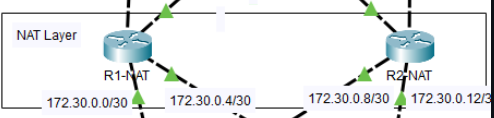 NAT Layer
R1-NAT
R2-NAT
172.30.0.0/30
172.30.0.4/30
172.30.0.8/30
172.30.0.12/3